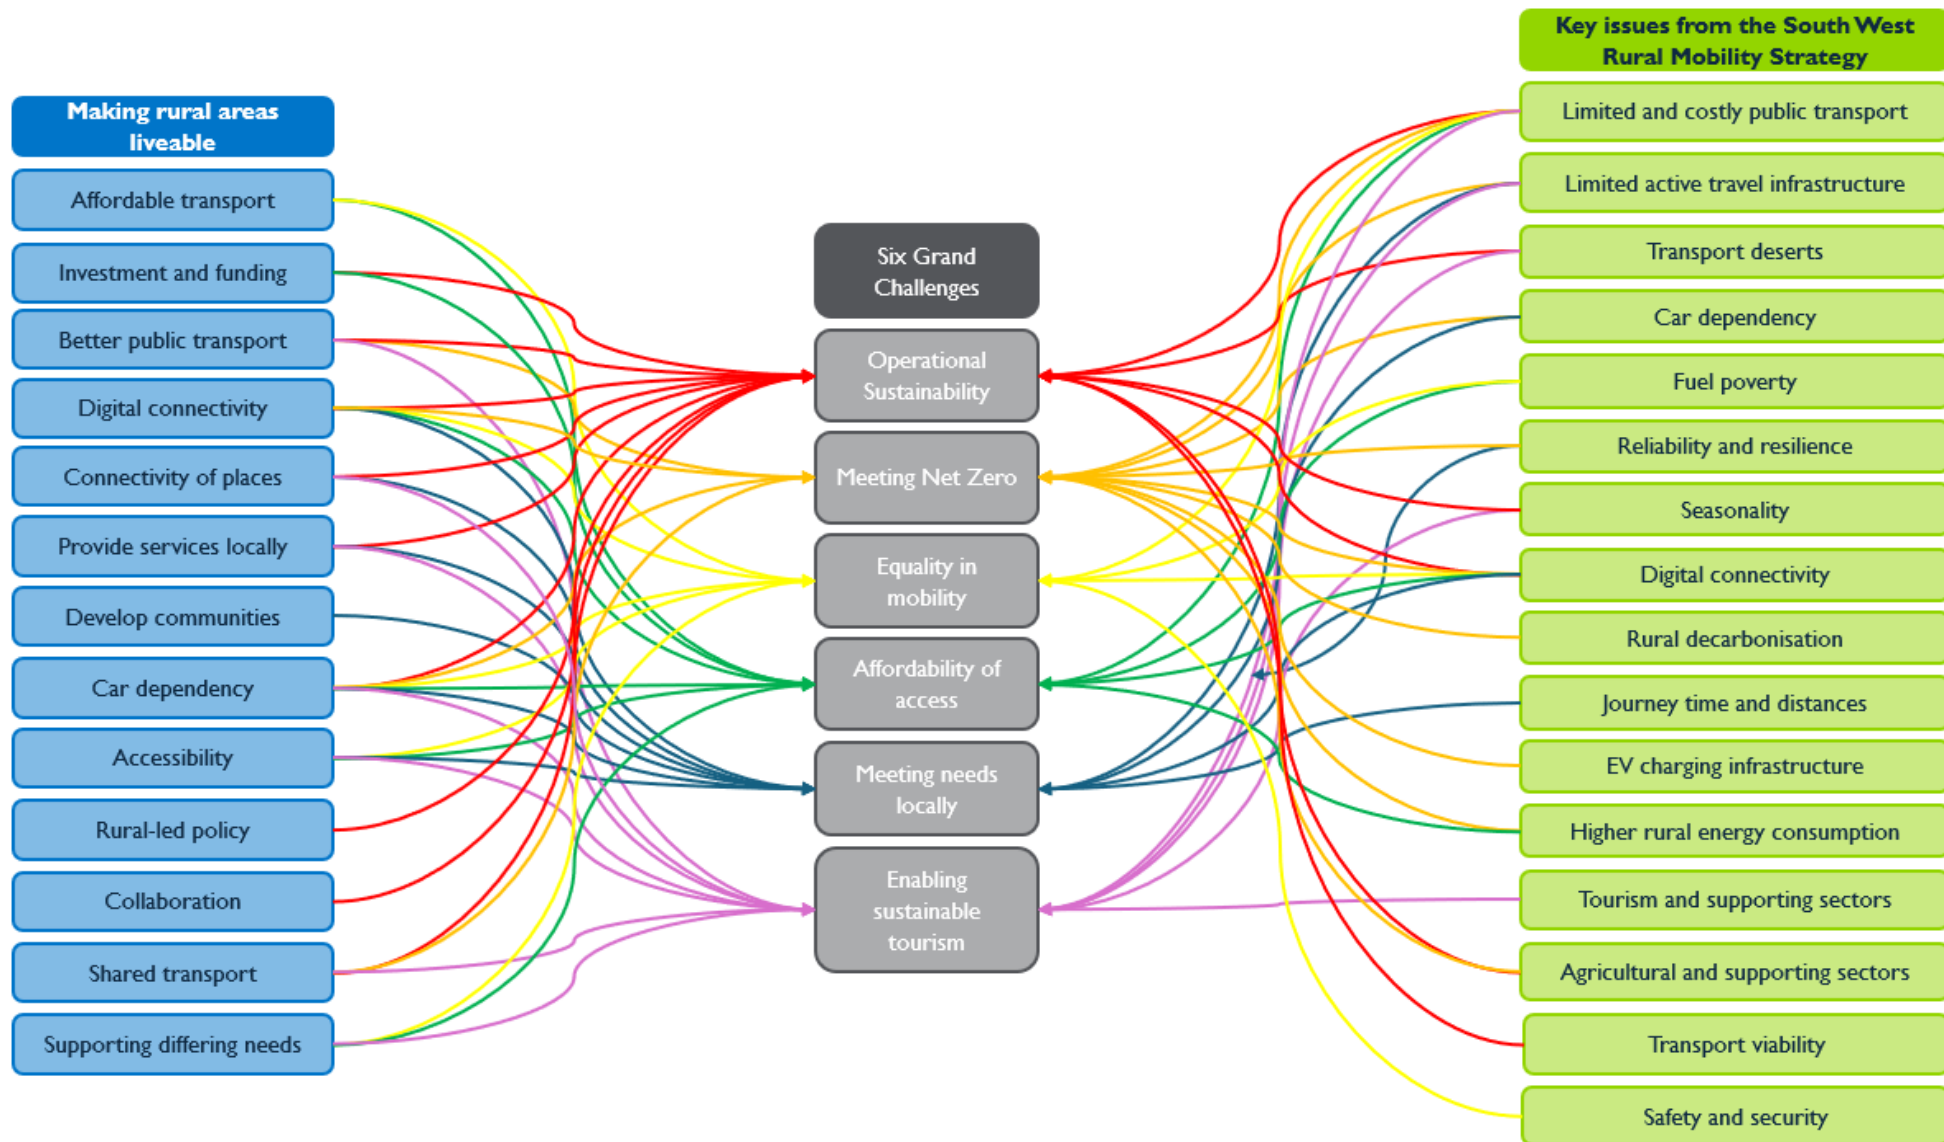 Making rural areas
liveable
Affordable transport
Investment and funding
Better public transport
Digital connectivity
Connectivity of places
Provide services locally
Develop communities
Car dependency
Accessibility
Rural-led policy
Collaboration
Shared transport
Supporting differing needs
Six Grand
Challenges
Operational
Sustainability
Meeting Net Zero
Equality in
mobility
Affordability of
access
Meeting needs
locally
Enabling
sustainable
tourism
Key issues from the South West
Rural Mobility Strategy
Limited and costly public transport
Limited active travel infrastructure
Transport deserts
Car dependency
Fuel poverty
Reliability and resilience
Seasonality
Digital connectivity
Rural decarbonisation
Journey time and distances
EV charging infrastructure
Higher rural energy consumption
Tourism and supporting sectors
Agricultural and supporting sectors
Transport viability
Safety and security